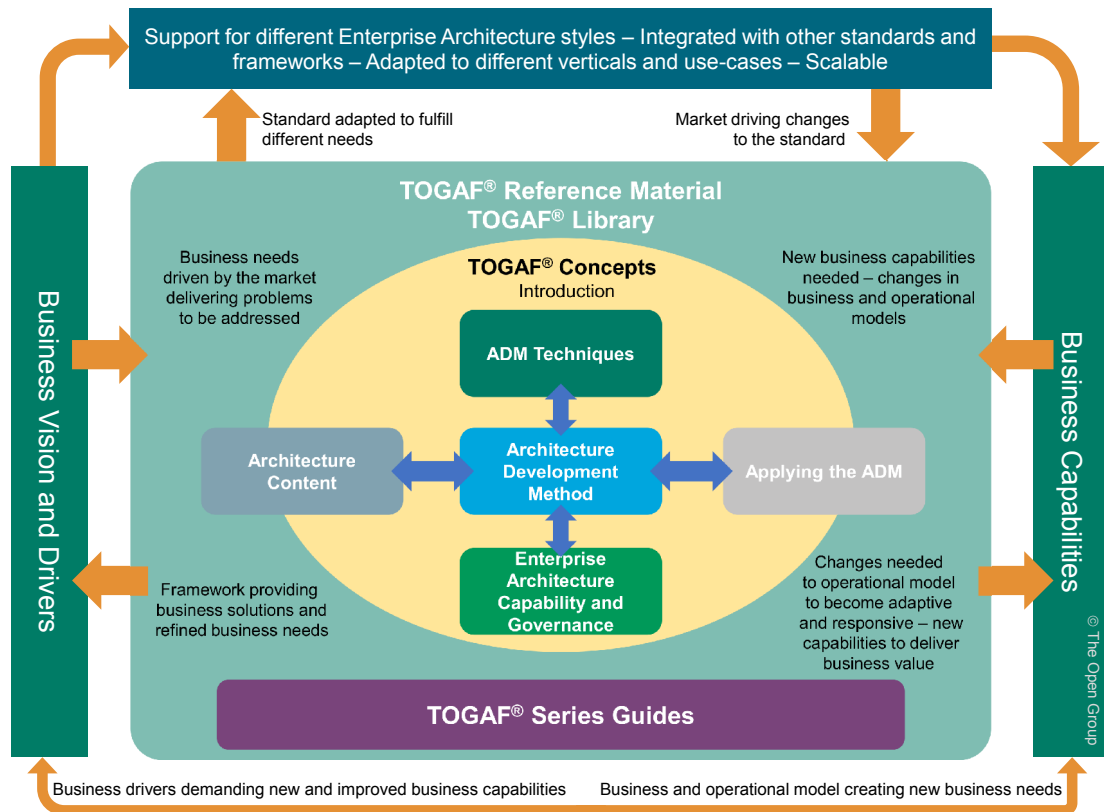 Support for different Enterprise Architecture styles – Integrated with other standards and
frameworks – Adapted to different verticals and use-cases – Scalable
Standard adapted to fulfill
different needs
Market driving changes
to the standard
Business Vision and Drivers
TOGAF® Reference Material
TOGAF® Library
Business needs
driven by the market
delivering problems
to be addressed
TOGAF® Concepts
Introduction
New business capabilities
needed – changes in
business and operational
models
ADM Techniques
Architecture
Content
Architecture
Development
Method
Applying the ADM
Enterprise
Architecture
Capability and
Governance
Framework providing
business solutions and
refined business needs
Changes needed
to operational model
to become adaptive
and responsive – new
capabilities to deliver
business value
TOGAF® Series Guides
Business Capabilities
© The Open Group
Business drivers demanding new and improved business capabilities
Business and operational model creating new business needs